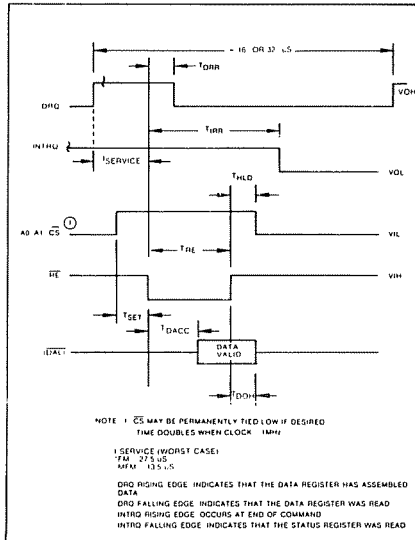 16 OR 32 µS
TDRR
DRQ
VOH
TIRR
INTRQ
TSERVICE
VOL
THLD
1
A0 A1 CS
VIL
TRE
RE
VIH
TSET
TDACC
(DAL)
DATA
VALID
TDOH
NOTE 1 CS MAY BE PERMANENTLY TIED LOW IF DESIRED
TIME DOUBLES WHEN CLOCK 1MHz
SERVICE (WORST CASE)
FM 27.5 µS
MFM 13.5 µS
DRQ RISING EDGE INDICATES THAT THE DATA REGISTER HAS ASSEMBLED
DATA
DRQ FALLING EDGE INDICATES THAT THE DATA REGISTER WAS READ
INTRQ RISING EDGE OCCURS AT END OF COMMAND
INTRQ FALLING EDGE INDICATES THAT THE STATUS REGISTER WAS READ